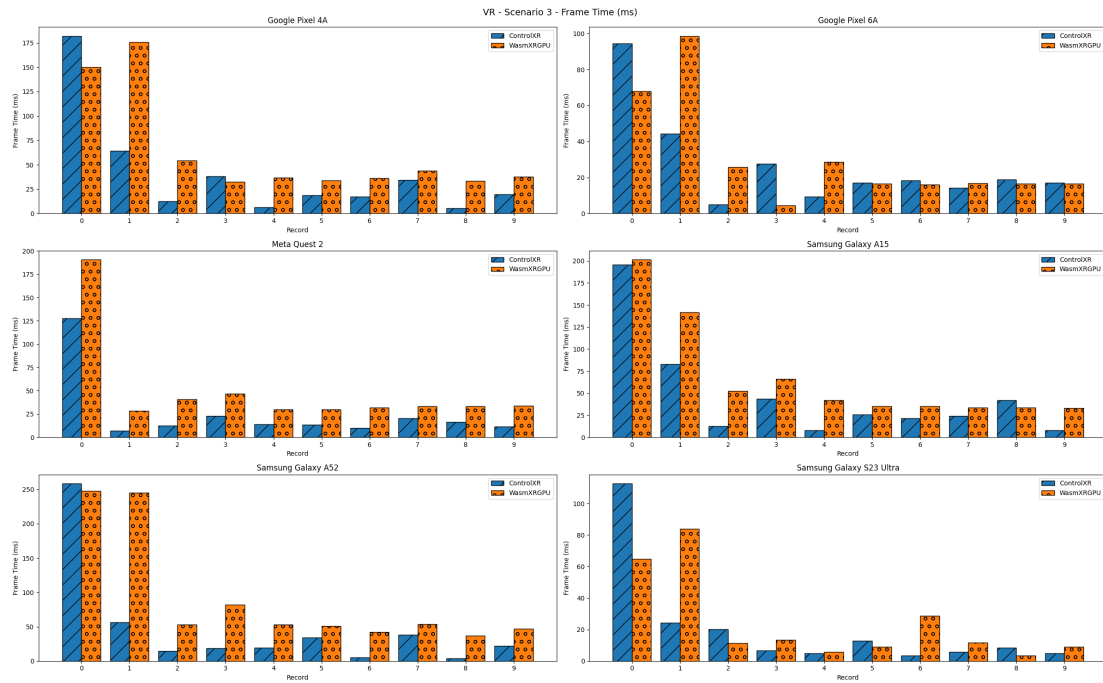 VR - Scenario 3 - Frame Time (ms)
Google Pixel 4A
Frame Time (ms)
175
150
125
100
75
50
25
0
ControlXR
WasmXRGPU
0 1 2 3 4 5 6 7 8 9
Record
Google Pixel 6A
Frame Time (ms)
100
80
60
40
20
0
ControlXR
WasmXRGPU
0 1 2 3 4 5 6 7 8 9
Record
Meta Quest 2
Frame Time (ms)
200
175
150
125
100
75
50
25
0
ControlXR
WasmXRGPU
0 1 2 3 4 5 6 7 8 9
Record
Samsung Galaxy A15
Frame Time (ms)
200
175
150
125
100
75
50
25
0
ControlXR
WasmXRGPU
0 1 2 3 4 5 6 7 8 9
Record
Samsung Galaxy A52
Frame Time (ms)
250
200
150
100
50
0
ControlXR
WasmXRGPU
0 1 2 3 4 5 6 7 8 9
Record
Samsung Galaxy S23 Ultra
Frame Time (ms)
100
80
60
40
20
0
ControlXR
WasmXRGPU
0 1 2 3 4 5 6 7 8 9
Record